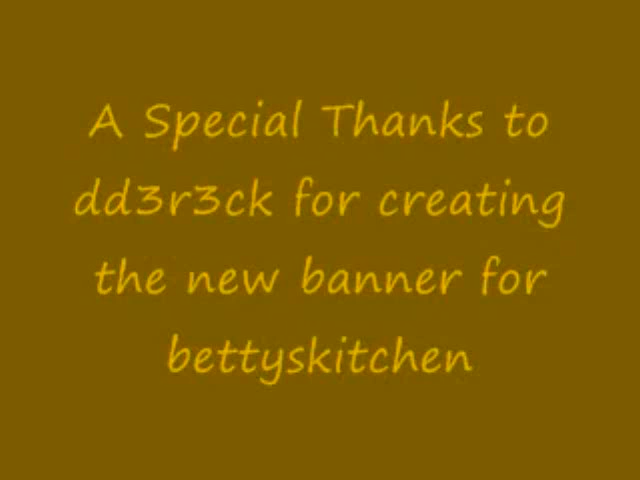 A Special Thanks to
dd3r3ck for creating
the new banner for
bettyskitchen